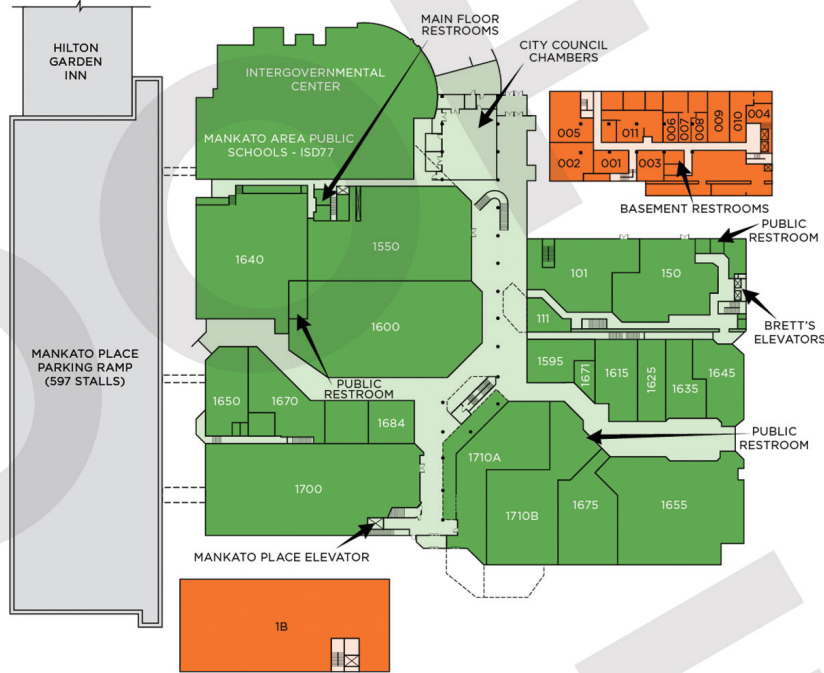 HILTON
GARDEN
INN
MAIN FLOOR
RESTROOMS
CITY COUNCIL
CHAMBERS
INTERGOVERNMENTAL
CENTER
MANKATO AREA PUBLIC
SCHOOLS - ISD77
005
011
006
007
008
009
010
004
002
001
003
BASEMENT RESTROOMS
PUBLIC
RESTROOM
1640
1550
101
150
1600
111
BRETT'S
ELEVATORS
MANKATO PLACE
PARKING RAMP
(597 STALLS)
PUBLIC
RESTROOM
1595
1671
1615
1625
1635
1645
1650
1670
1684
PUBLIC
RESTROOM
1710A
1700
1710B
1675
1655
MANKATO PLACE ELEVATOR
1B